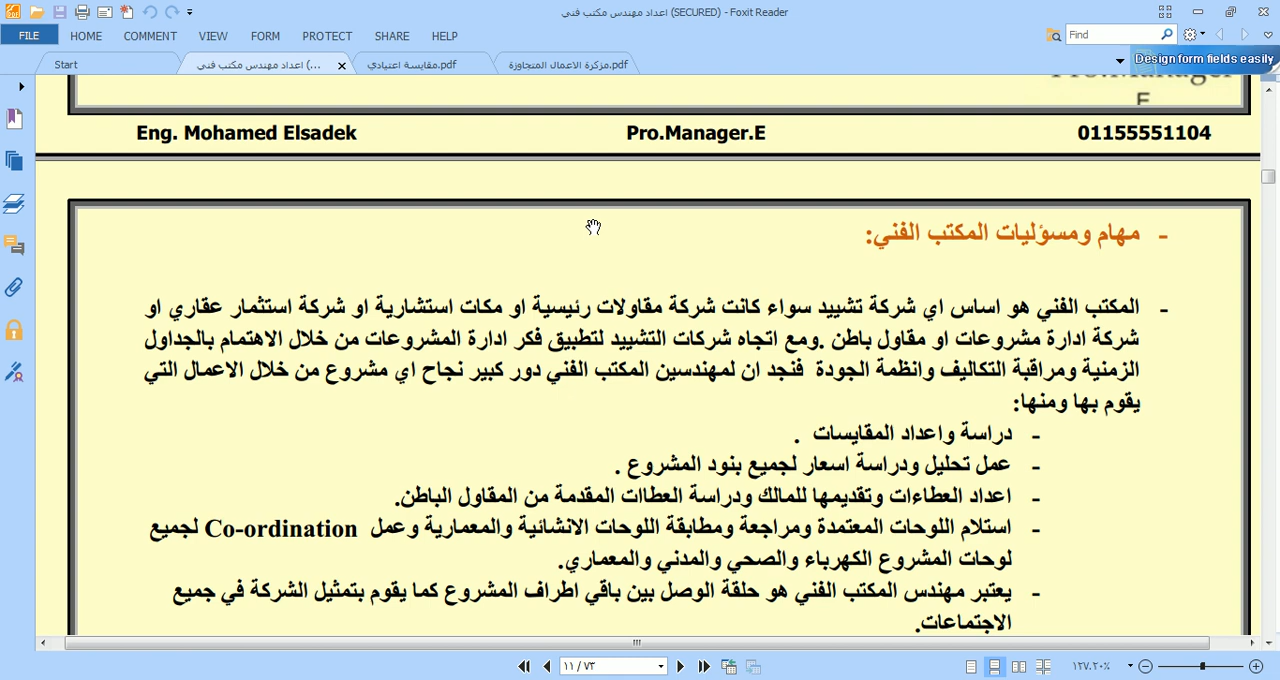 اعداد مهندس مكتب فني (SECURED) - Foxit Reader
FILE HOME COMMENT VIEW FORM PROTECT SHARE HELP
Find
Start
اعداد مهندس مكتب فني (...
مقايسة اعتيادي.pdf
مزكرة الاعمال المتجاوزة.pdf
Design form fields easily
Pro.Manager
E
Eng. Mohamed Elsadek Pro.Manager.E 01155551104
- مهام ومسؤليات المكتب الفني:
- المكتب الفني هو اساس اي شركة تشييد سواء كانت شركة مقاولات رئيسية او مكات استشارية او شركة استثمار عقاري او
شركة ادارة مشروعات او مقاول باطن .ومع اتجاه شركات التشييد لتطبيق فكر ادارة المشروعات من خلال الاهتمام بالجداول
الزمنية ومراقبة التكاليف وانظمة الجودة فنجد ان لمهندسين المكتب الفني دور كبير نجاح اي مشروع من خلال الاعمال التي
يقوم بها ومنها:
- دراسة واعداد المقايسات .
- عمل تحليل ودراسة اسعار لجميع بنود المشروع .
- اعداد العطاءات وتقديمها للمالك ودراسة العطاات المقدمة من المقاول الباطن.
- استلام اللوحات المعتمدة ومراجعة ومطابقة اللوحات الانشائية والمعمارية وعمل Co-ordination لجميع
لوحات المشروع الكهرباء والصحي والمدني والمعماري.
- يعتبر مهندس المكتب الفني هو حلقة الوصل بين باقي اطراف المشروع كما يقوم بتمثيل الشركة في جميع
الاجتماعات.
١١ / ٧٣
١٢٧.٢٠%